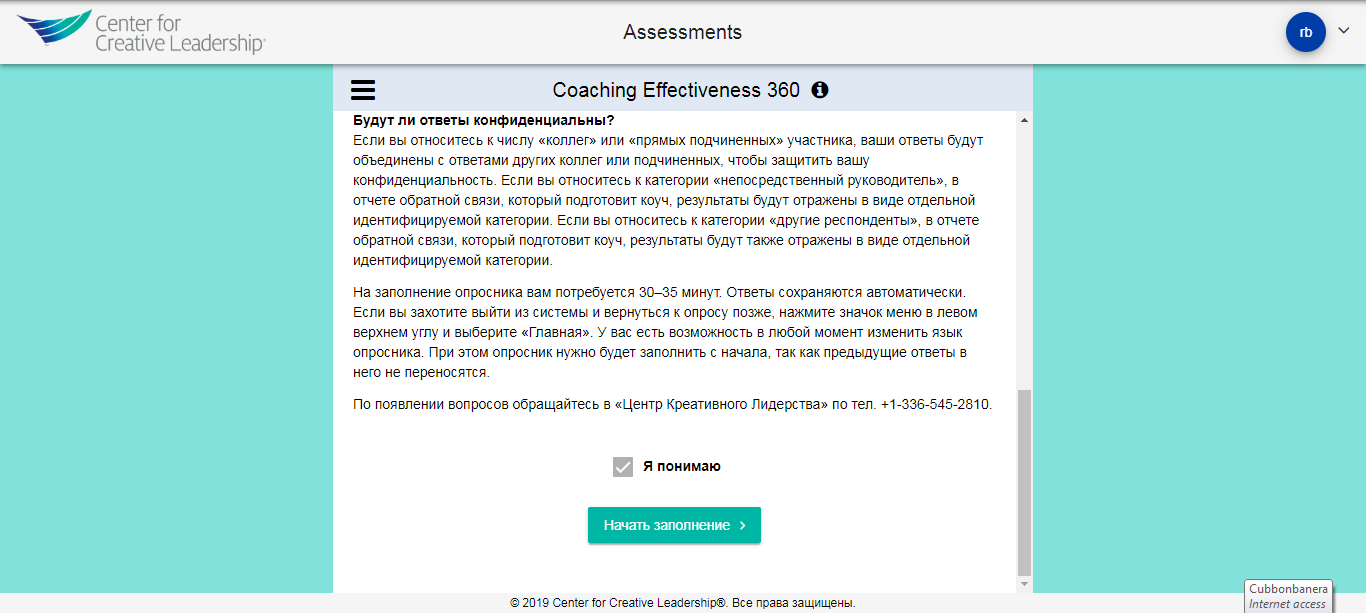 Center for
Creative Leadership®
Assessments
rb
Coaching Effectiveness 360
Будут ли ответы конфиденциальны?
Если вы относитесь к числу «коллег» или «прямых подчиненных» участника, ваши ответы будут
объединены с ответами других коллег или подчиненных, чтобы защитить вашу
конфиденциальность. Если вы относитесь к категории «непосредственный руководитель», в
отчете обратной связи, который подготовит коуч, результаты будут отражены в виде отдельной
идентифицируемой категории. Если вы относитесь к категории «другие респонденты», в отчете
обратной связи, который подготовит коуч, результаты будут также отражены в виде отдельной
идентифицируемой категории.
На заполнение опросника вам потребуется 30–35 минут. Ответы сохраняются автоматически.
Если вы захотите выйти из системы и вернуться к опросу позже, нажмите значок меню в левом
верхнем углу и выберите «Главная». У вас есть возможность в любой момент изменить язык
опросника. При этом опросник нужно будет заполнить с начала, так как предыдущие ответы в
него не переносятся.
По появлении вопросов обращайтесь в «Центр Креативного Лидерства» по тел. +1-336-545-2810.
Я понимаю
Начать заполнение
© 2019 Center for Creative Leadership®. Все права защищены.
Cubbonbanera
Internet access